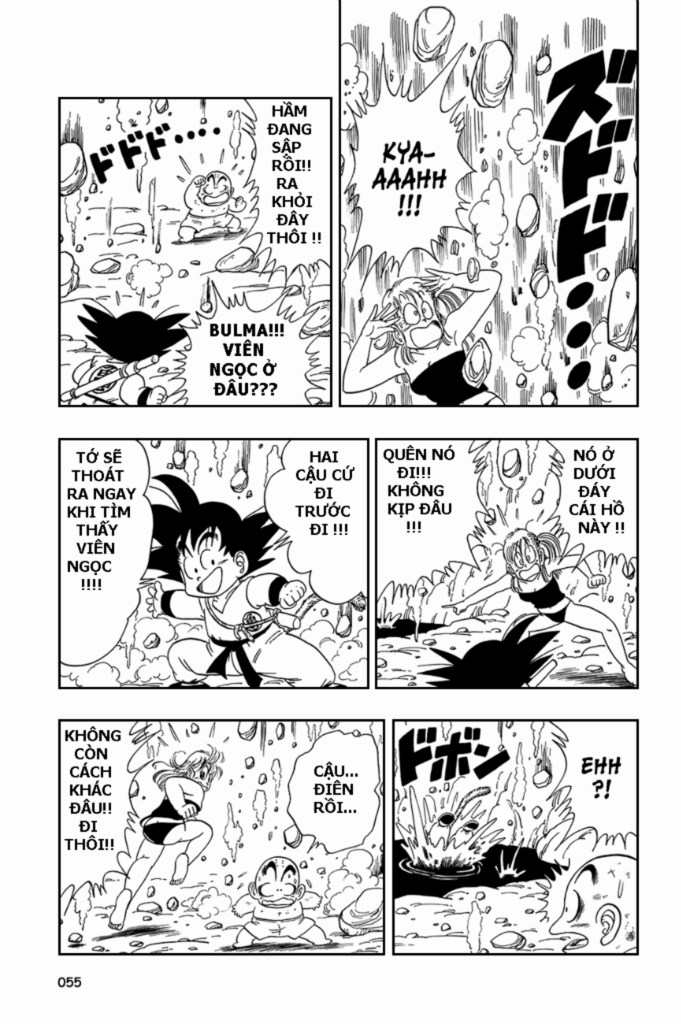 ズドドド・・・
KYA-
AAAHH
!!!
ドドド・・・・
HẦM
ĐANG
SẬP
RỒI!!
RA
KHỎI
ĐÂY
THÔI !!
BULMA!!!
VIÊN
NGỌC Ở
ĐÂU???
NÓ Ở
DƯỚI
ĐÁY
CÁI HỒ
NÀY !!
QUÊN NÓ
ĐI!!!
KHÔNG
KỊP ĐÂU
!!!
HAI
CẬU CỨ
ĐI
TRƯỚC
ĐI !!!
TỚ SẼ
THOÁT
RA NGAY
KHI TÌM
THẤY
VIÊN
NGỌC
!!!!
ドボン
EHH
?!
CẬU...
ĐIÊN
RỒI...
KHÔNG
CÒN
CÁCH
KHÁC
ĐÂU!!
ĐI
THÔI!!
055